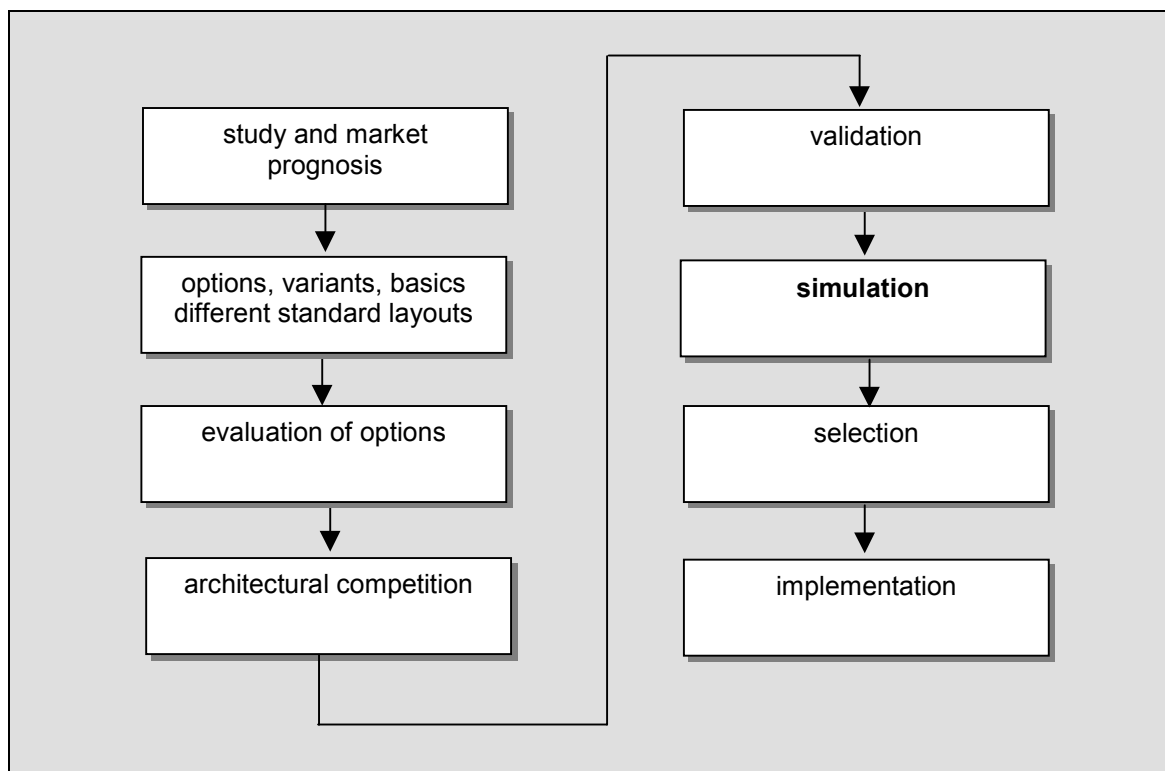 study and market
prognosis
options, variants, basics
different standard layouts
evaluation of options
architectural competition
validation
simulation
selection
implementation